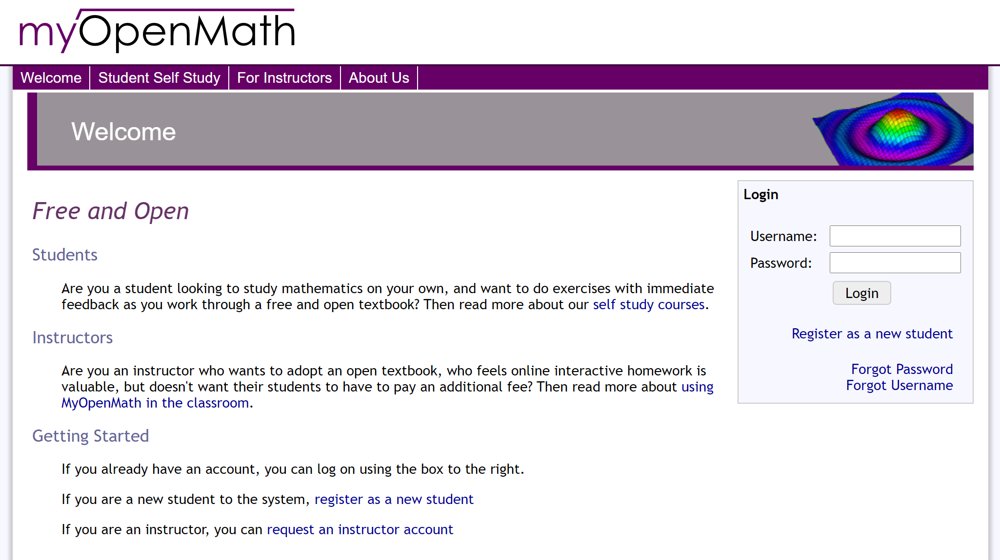 myOpenMath
Welcome
Student Self Study
For Instructors
About Us
Welcome
Free and Open
Students
Are you a student looking to study mathematics on your own, and want to do exercises with immediate
feedback as you work through a free and open textbook? Then read more about our self study courses.
Instructors
Are you an instructor who wants to adopt an open textbook, who feels online interactive homework is
valuable, but doesn't want their students to have to pay an additional fee? Then read more about using
MyOpenMath in the classroom.
Getting Started
If you already have an account, you can log on using the box to the right.
If you are a new student to the system, register as a new student
If you are an instructor, you can request an instructor account
Login
Username:
Password:
Login
Register as a new student
Forgot Password
Forgot Username